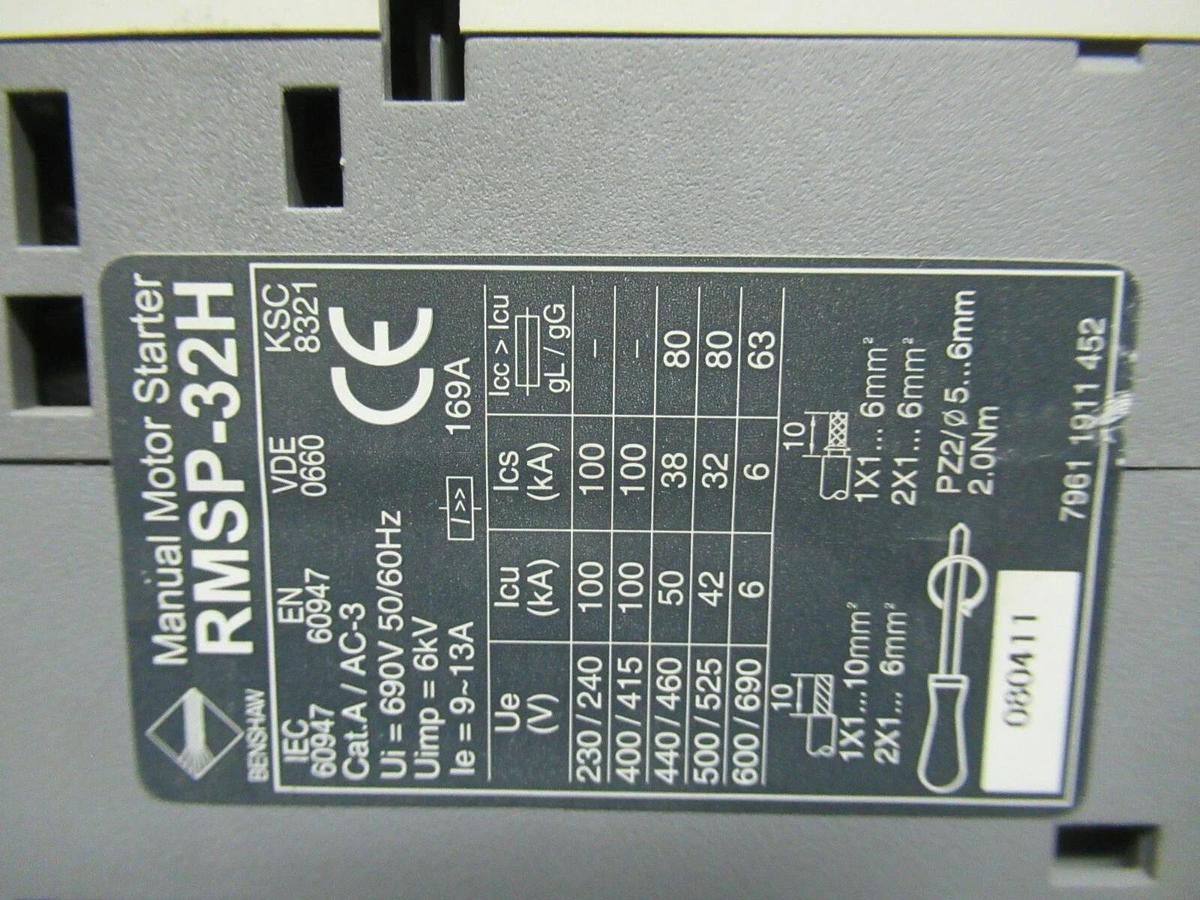 Manual Motor Starter
RMSP-32H
BENSHAW
IEC EN VDE KSC
60947 60947 0660 8321
Cat.A / AC-3
Ui = 690V 50/60Hz
Uimp = 6kV
Ie = 9~13A I >> 169A
CE
Ue Icu Ics Icc > Icu
(V) (kA) (kA) gL / gG
230/240 100 100 –
400/415 100 100 –
440/460 50 38 80
500/525 42 32 80
600/690 6 6 63
10 10
1X1...10mm² 1X1... 6mm²
2X1... 6mm² 2X1... 6mm²
PZ2/Ø5...6mm
2.0Nm
080411
7961 1911 452